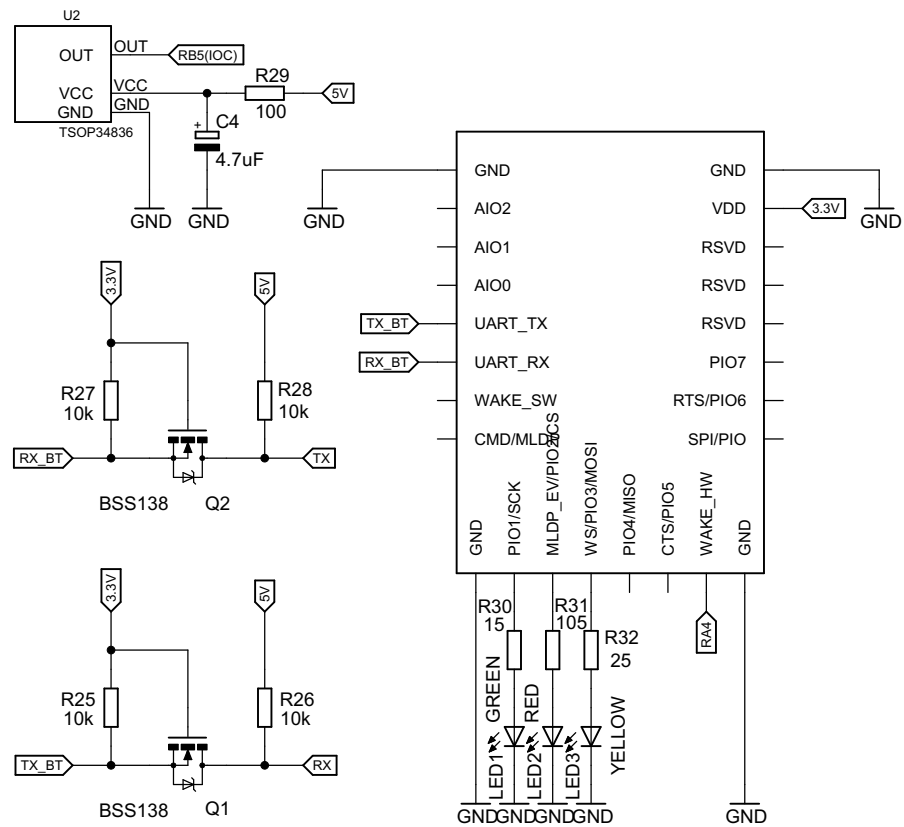 U2
OUT
OUT
RB5(IOC)
VCC
VCC
GND
GND
TSOP34836
R29
100
5V
+
C4
4.7uF
GND
GND
3.3V
5V
R27
10k
R28
10k
RX_BT
TX
BSS138
Q2
3.3V
5V
R25
10k
R26
10k
TX_BT
RX
BSS138
Q1
GND
GND
AIO2
VDD
3.3V
GND
GND
AIO1
RSVD
AIO0
RSVD
TX_BT
UART_TX
RSVD
RX_BT
UART_RX
PIO7
WAKE_SW
RTS/PIO6
CMD/MLDP
SPI/PIO
GND
PIO1/SCK
MLDP_EV/PIO2/CS
WS/PIO3/MOSI
PIO4/MISO
CTS/PIO5
WAKE_HW
GND
R30
15
R31
105
R32
25
RA4
GREEN
RED
YELLOW
LED1
LED2
LED3
GND
GND
GND
GND
GND